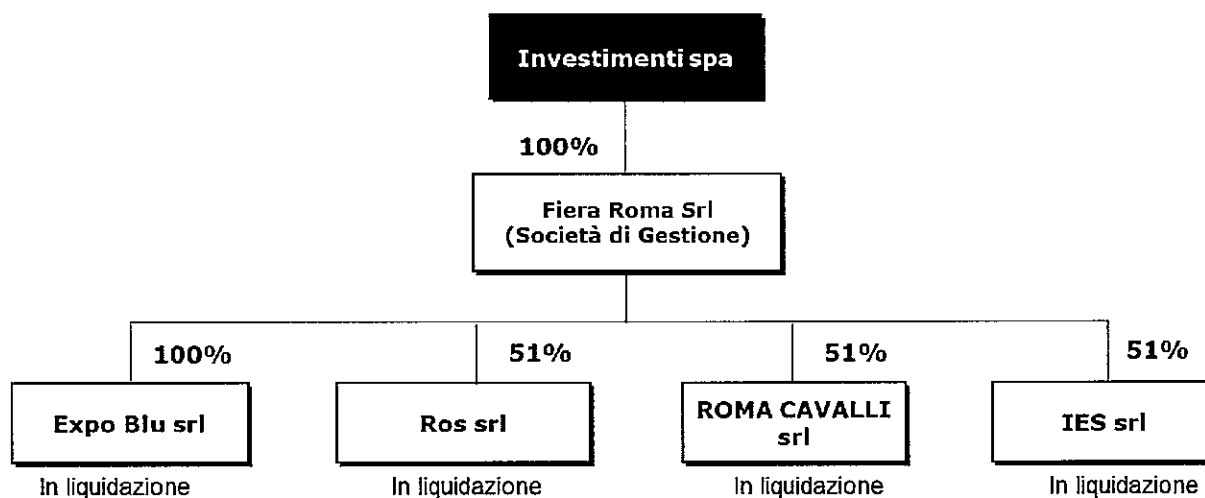 Investimenti spa
100%
Fiera Roma Srl
(Società di Gestione)
100%
51%
51%
51%
Expo Blu srl
Ros srl
ROMA CAVALLI
srl
IES srl
In liquidazione
In liquidazione
In liquidazione
In liquidazione